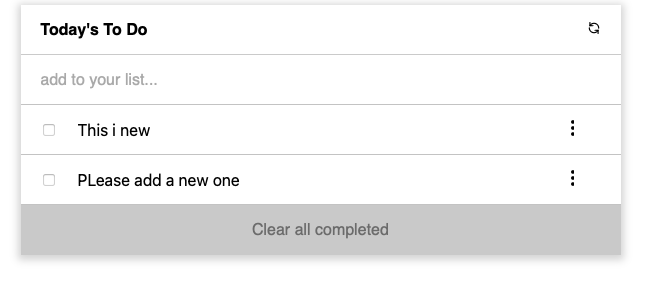 Today's To Do
add to your list...
This i new
PLease add a new one
Clear all completed